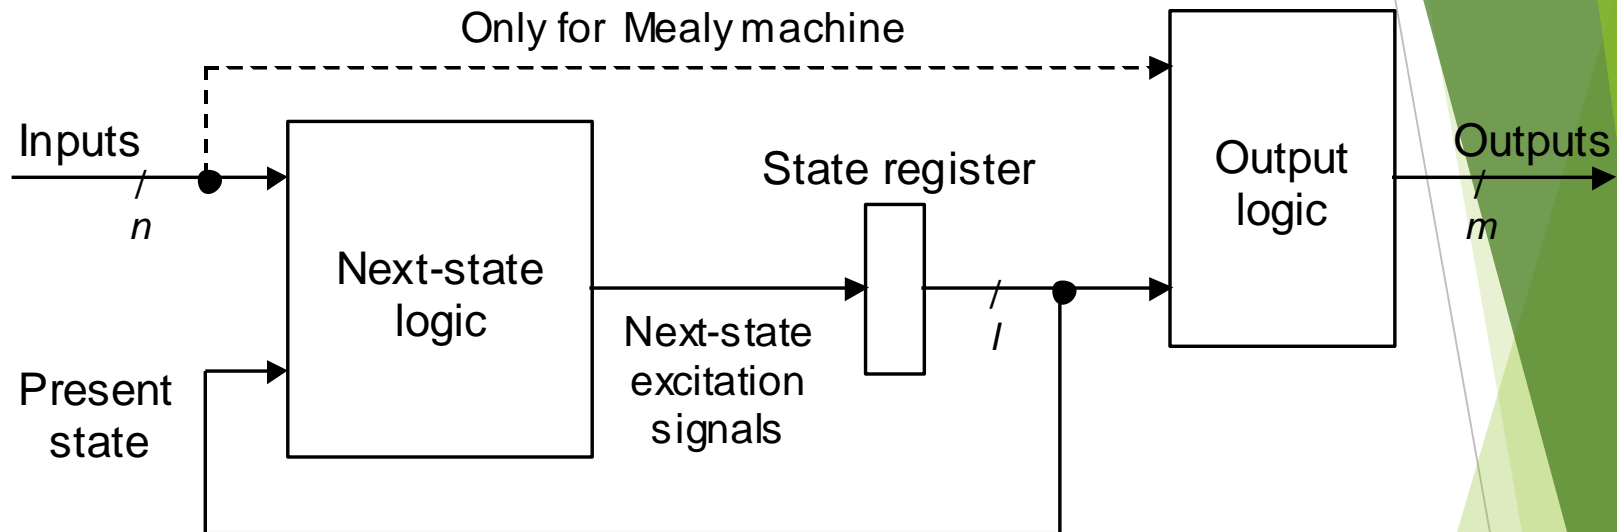 Only for Mealy machine
Inputs
/
n
Next-state
logic
Present
state
State register
Next-state
excitation
signals
/
l
Output
logic
Outputs
/
m